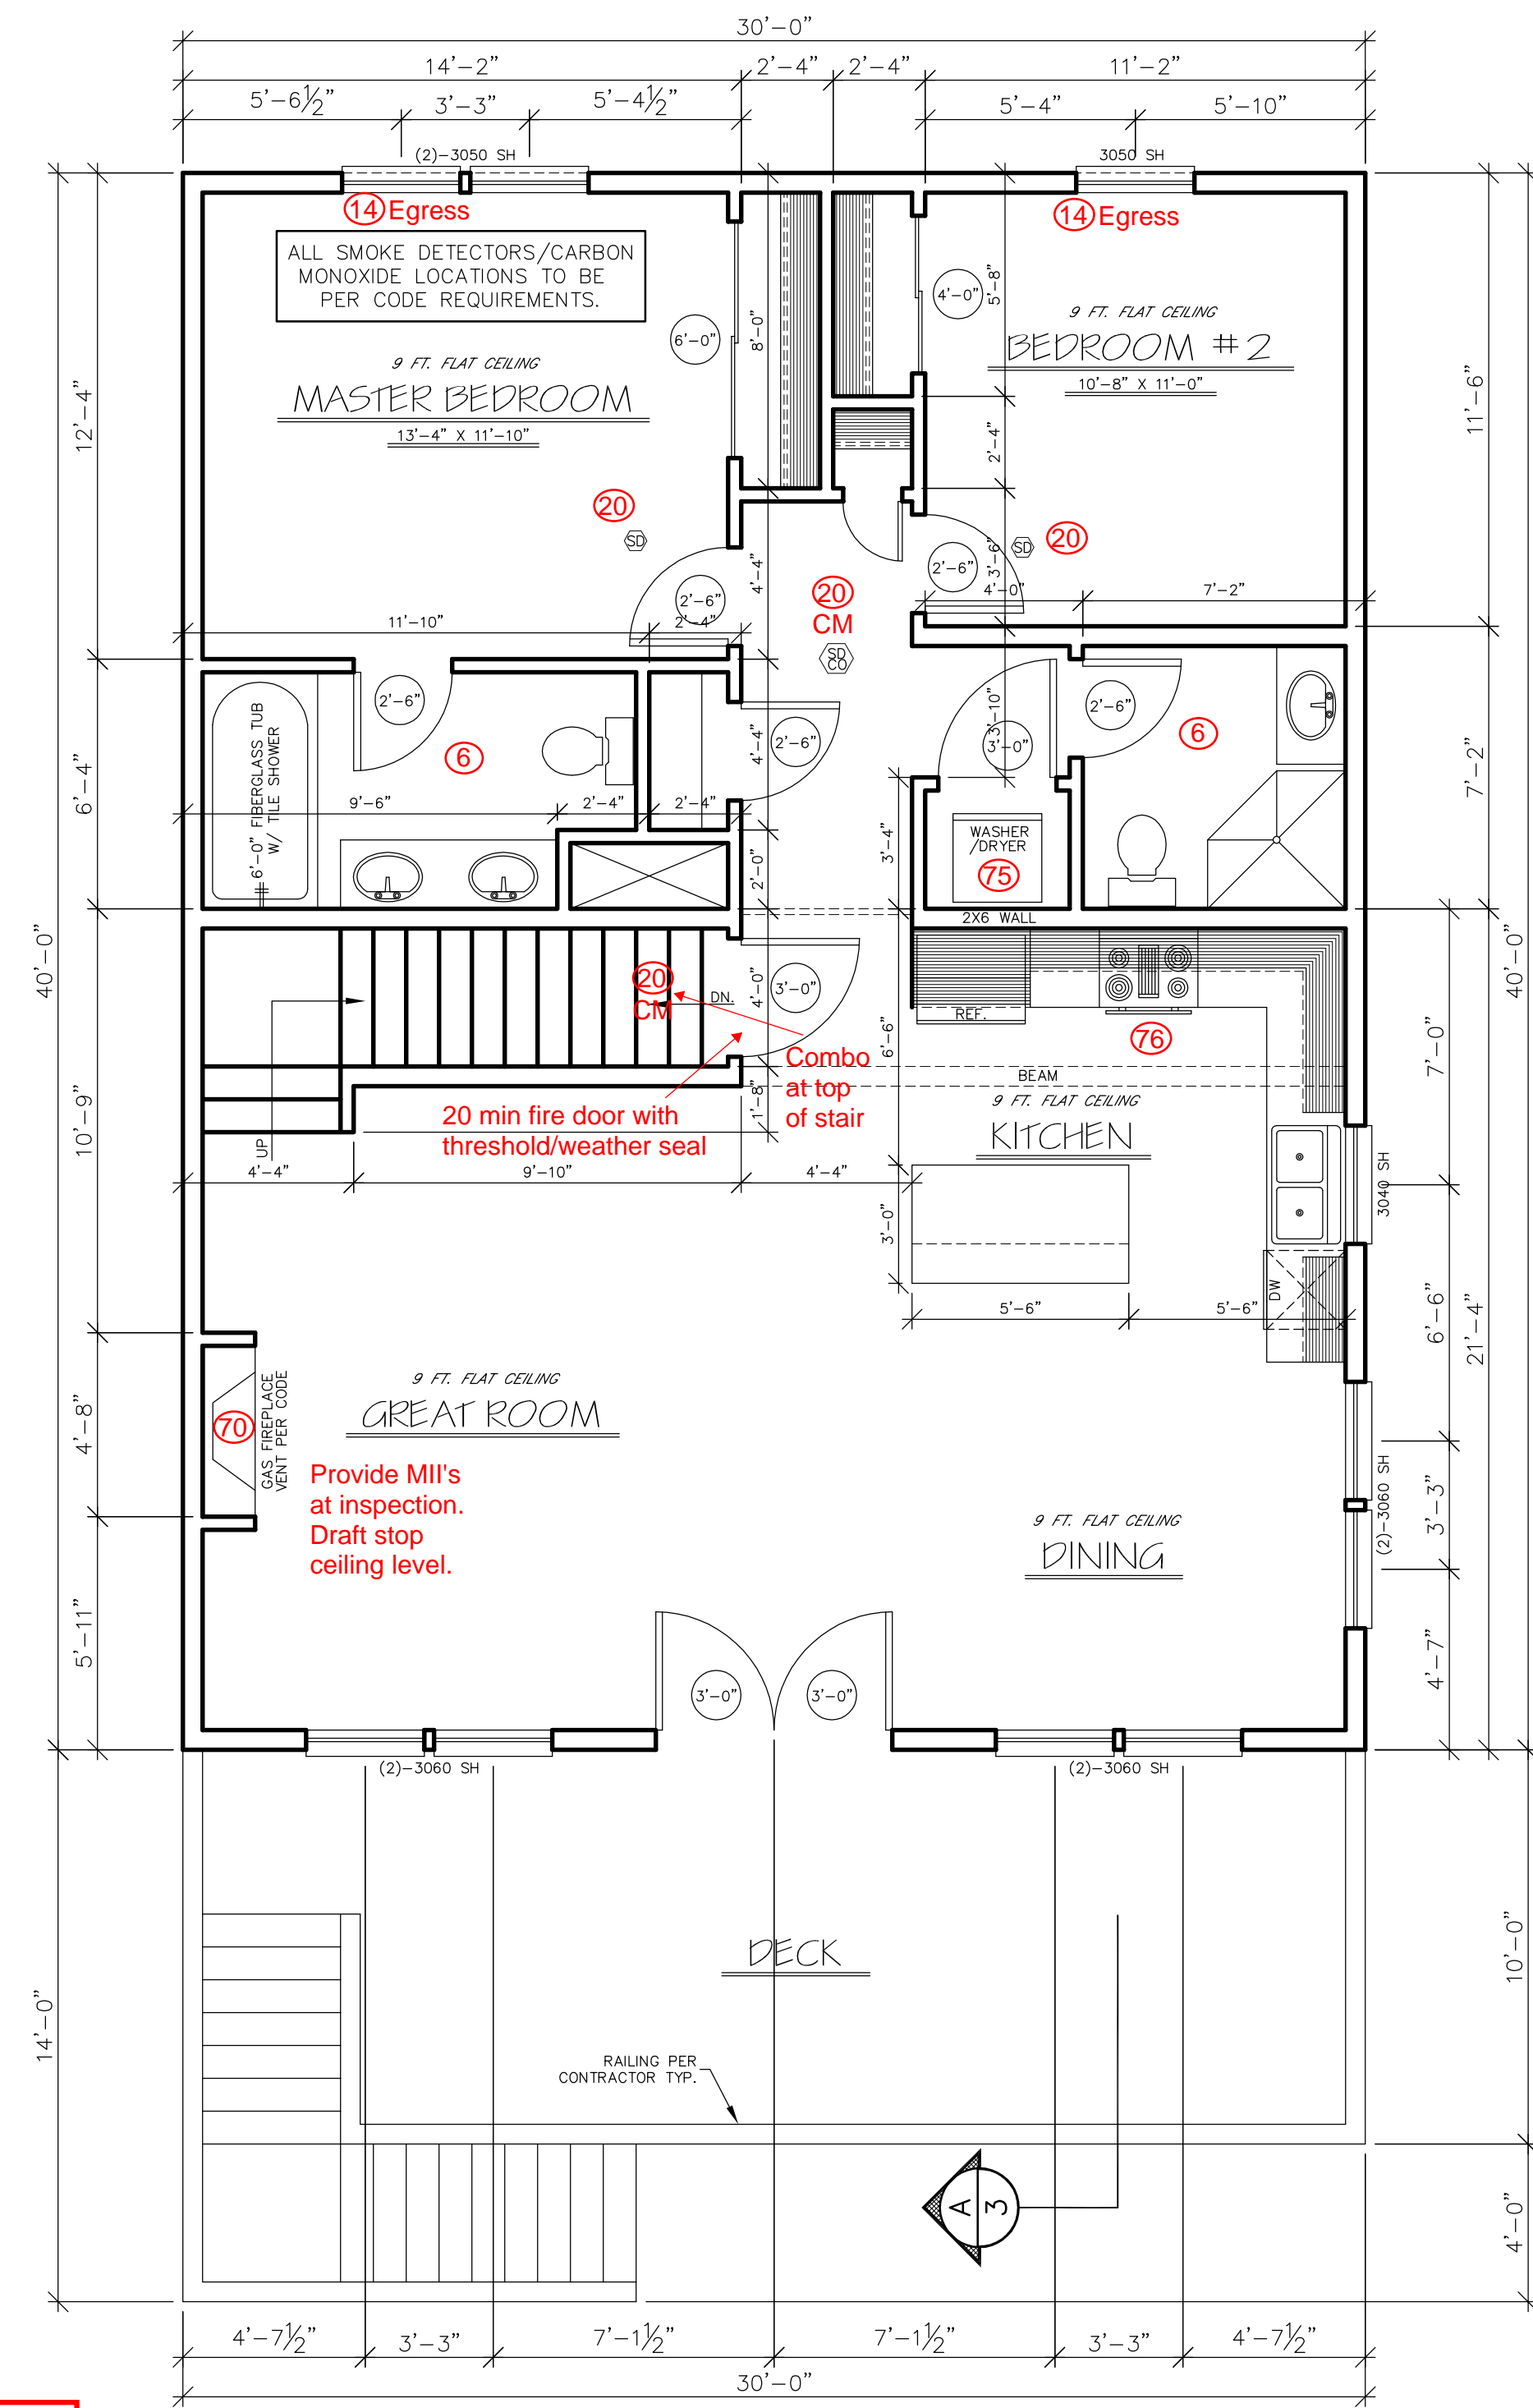 30'-0"
14'-2" 2'-4" 2'-4" 11'-2"
5'-6½" 3'-3" 5'-4½" 5'-4" 5'-10"
(2)-3050 SH
3050 SH
14 Egress
14 Egress
ALL SMOKE DETECTORS/CARBON
MONOXIDE LOCATIONS TO BE
PER CODE REQUIREMENTS.
6'-0"
8'-0"
4'-0"
5'-8"
9 FT. FLAT CEILING
MASTER BEDROOM
13'-4" X 11'-10"
9 FT. FLAT CEILING
BEDROOM #2
10'-8" X 11'-0"
12'-4"
11'-6"
2'-4"
20
SD
SD
20
2'-6"
4'-4"
20
CM
SD
CO
2'-6"
3'-6"
4'-0"
7'-2"
11'-10"
2'-4"
2'-6"
6'-0" FIBERGLASS TUB
W/ TILE SHOWER
6
2'-6"
4'-4"
3'-10"
3'-0"
2'-6"
6
6'-4"
7'-2"
9'-6"
2'-4"
2'-4"
2'-0"
3'-4"
WASHER
/DRYER
75
2X6 WALL
40'-0"
40'-0"
20
CM
DN.
4'-0"
3'-0"
REF.
76
6'-6"
7'-0"
Combo
at top
of stair
BEAM
9 FT. FLAT CEILING
KITCHEN
20 min fire door with
threshold/weather seal
1'-8"
10'-9"
UP
4'-4"
9'-10"
4'-4"
3'-0"
3040 SH
DW
5'-6"
5'-6"
6'-6"
21'-4"
9 FT. FLAT CEILING
GREAT ROOM
4'-8"
70
GAS FIREPLACE
VENT PER CODE
Provide MII's
at inspection.
Draft stop
ceiling level.
9 FT. FLAT CEILING
DINING
(2)-3060 SH
3'-3"
5'-11"
4'-7"
3'-0"
3'-0"
(2)-3060 SH
(2)-3060 SH
DECK
10'-0"
14'-0"
RAILING PER
CONTRACTOR TYP.
A
3
4'-0"
4'-7½" 3'-3" 7'-1½" 7'-1½" 3'-3" 4'-7½"
30'-0"